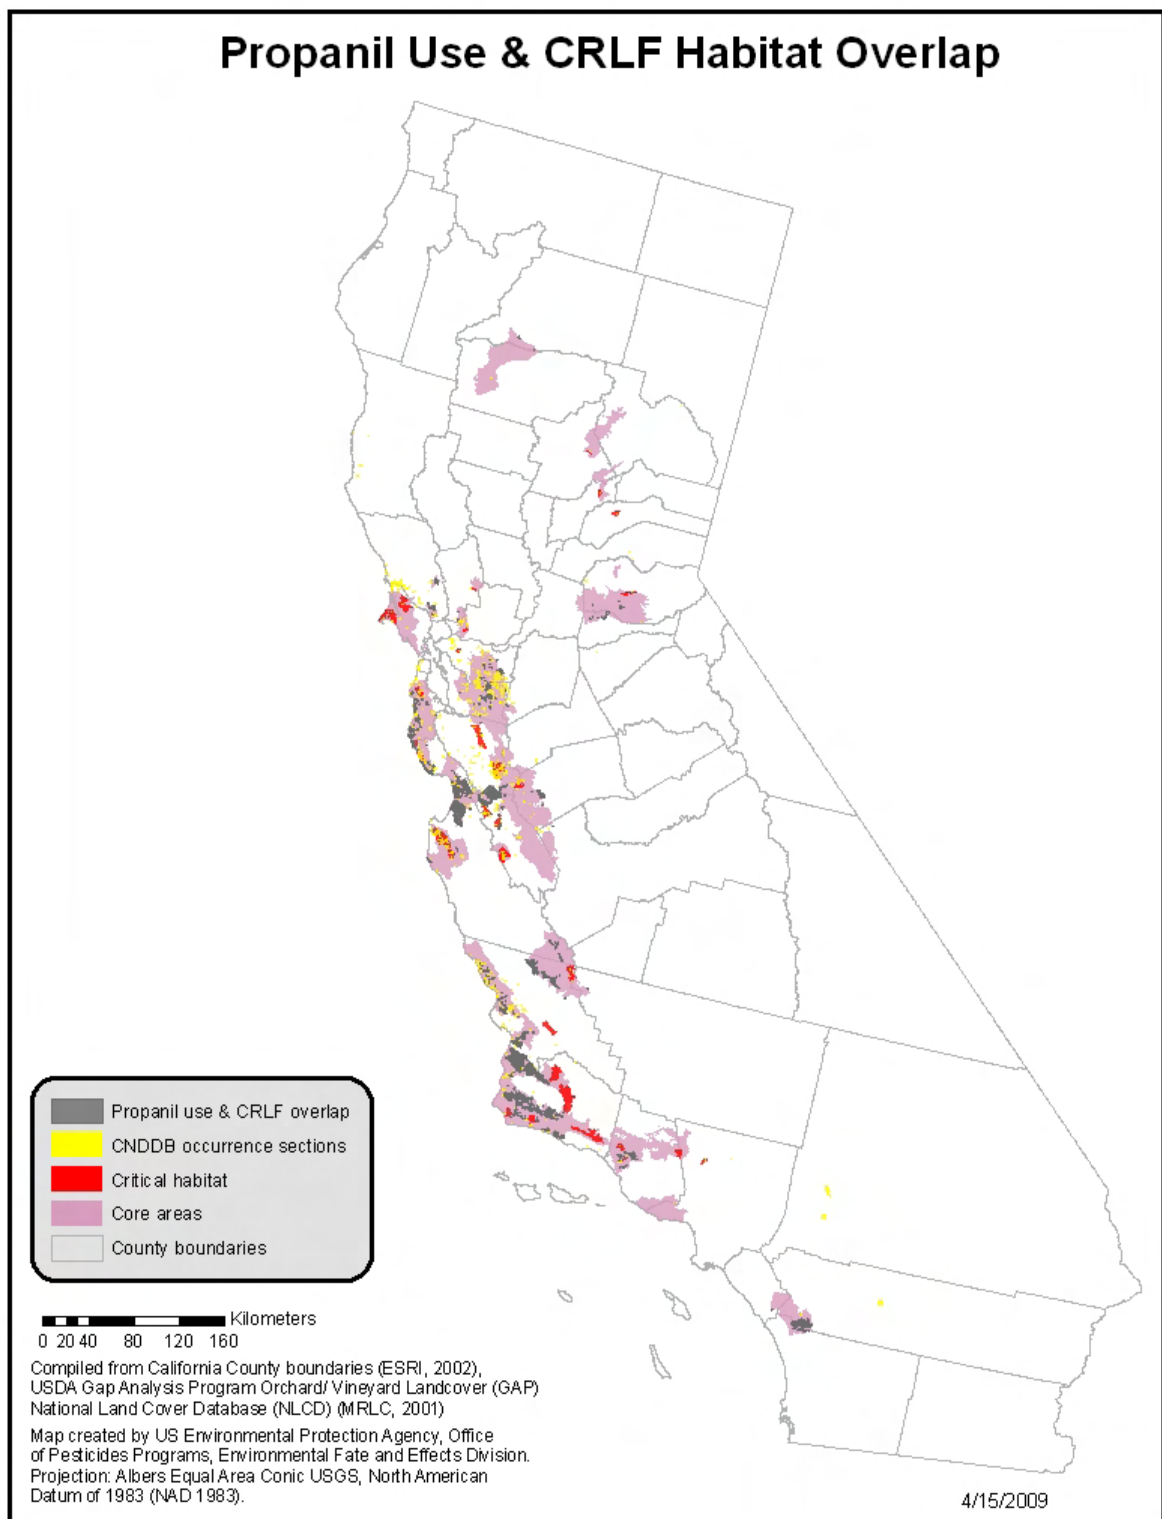 Propanil Use & CRLF Habitat Overlap
Propanil use & CRLF overlap
CNDDB occurrence sections
Critical habitat
Core areas
County boundaries
Kilometers
0 20 40 80 120 160
Compiled from California County boundaries (ESRI, 2002),
USDA Gap Analysis Program Orchard/ Vineyard Landcover (GAP)
National Land Cover Database (NLCD) (MRLC, 2001)
Map created by US Environmental Protection Agency, Office
of Pesticides Programs, Environmental Fate and Effects Division.
Projection: Albers Equal Area Conic USGS, North American
Datum of 1983 (NAD 1983).
4/15/2009